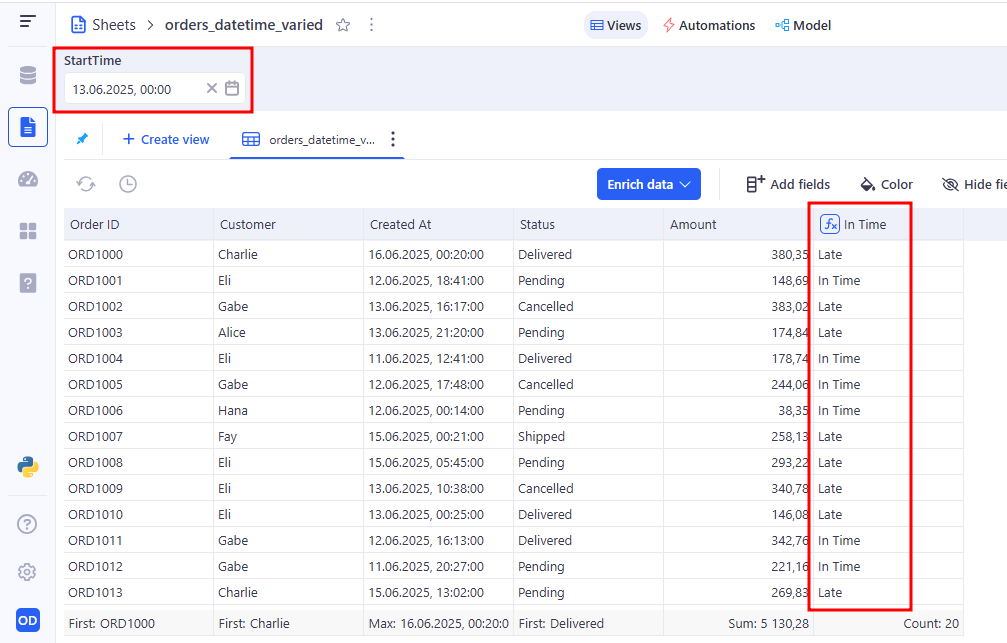 Sheets > orders_datetime_varied
Views Automations Model
StartTime
13.06.2025, 00:00
+ Create view orders_datetime_v...
Enrich data Add fields Color Hide fie
Order ID Customer Created At Status Amount fx In Time
ORD1000 Charlie 16.06.2025, 00:20:00 Delivered 380,35 Late
ORD1001 Eli 12.06.2025, 18:41:00 Pending 148,69 In Time
ORD1002 Gabe 13.06.2025, 16:17:00 Cancelled 383,02 Late
ORD1003 Alice 13.06.2025, 21:20:00 Pending 174,84 Late
ORD1004 Eli 11.06.2025, 12:41:00 Delivered 178,74 In Time
ORD1005 Gabe 12.06.2025, 17:48:00 Cancelled 244,06 In Time
ORD1006 Hana 12.06.2025, 00:14:00 Pending 38,35 In Time
ORD1007 Fay 15.06.2025, 00:21:00 Shipped 258,13 Late
ORD1008 Eli 15.06.2025, 05:45:00 Pending 293,22 Late
ORD1009 Eli 13.06.2025, 10:38:00 Cancelled 340,78 Late
ORD1010 Eli 13.06.2025, 00:25:00 Delivered 146,08 Late
ORD1011 Gabe 12.06.2025, 16:13:00 Delivered 342,76 In Time
ORD1012 Gabe 11.06.2025, 20:27:00 Pending 221,16 In Time
ORD1013 Charlie 15.06.2025, 13:02:00 Pending 269,83 Late
OD First: ORD1000 First: Charlie Max: 16.06.2025, 00:20:0 First: Delivered Sum: 5 130,28 Count: 20